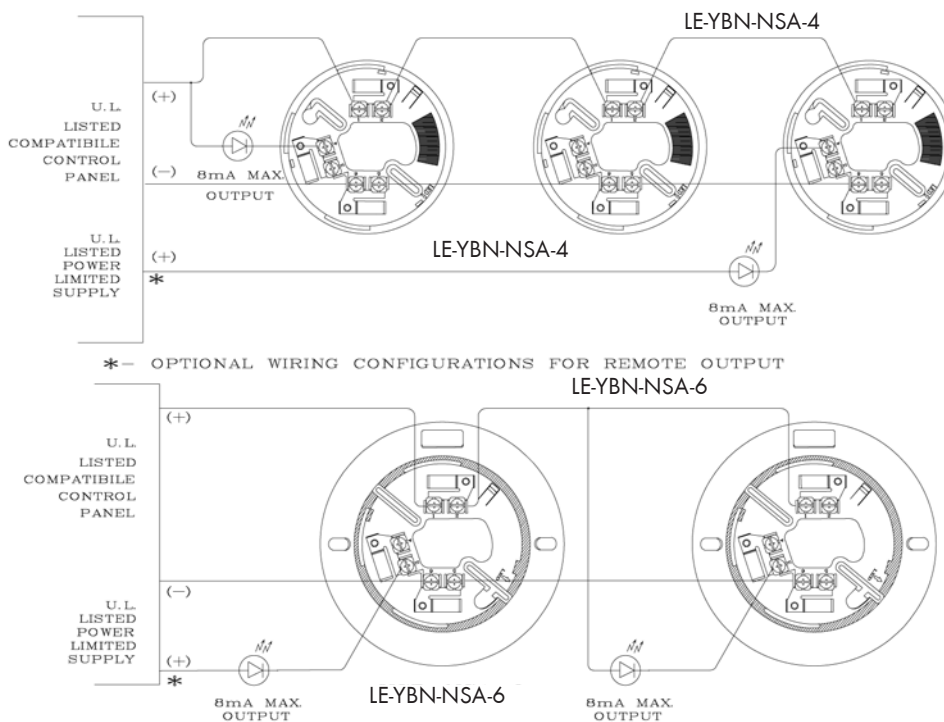 LE-YBN-NSA-4
(+)
U.L.
LISTED
COMPATIBILE
CONTROL
PANEL
8mA MAX.
OUTPUT
(-)
U.L.
LISTED
POWER
LIMITED
SUPPLY
(+)
*
LE-YBN-NSA-4
8mA MAX.
OUTPUT
*- OPTIONAL WIRING CONFIGURATIONS FOR REMOTE OUTPUT
LE-YBN-NSA-6
(+)
U.L.
LISTED
COMPATIBILE
CONTROL
PANEL
(-)
U.L.
LISTED
POWER
LIMITED
SUPPLY
(+)
*
8mA MAX.
OUTPUT
LE-YBN-NSA-6
8mA MAX.
OUTPUT